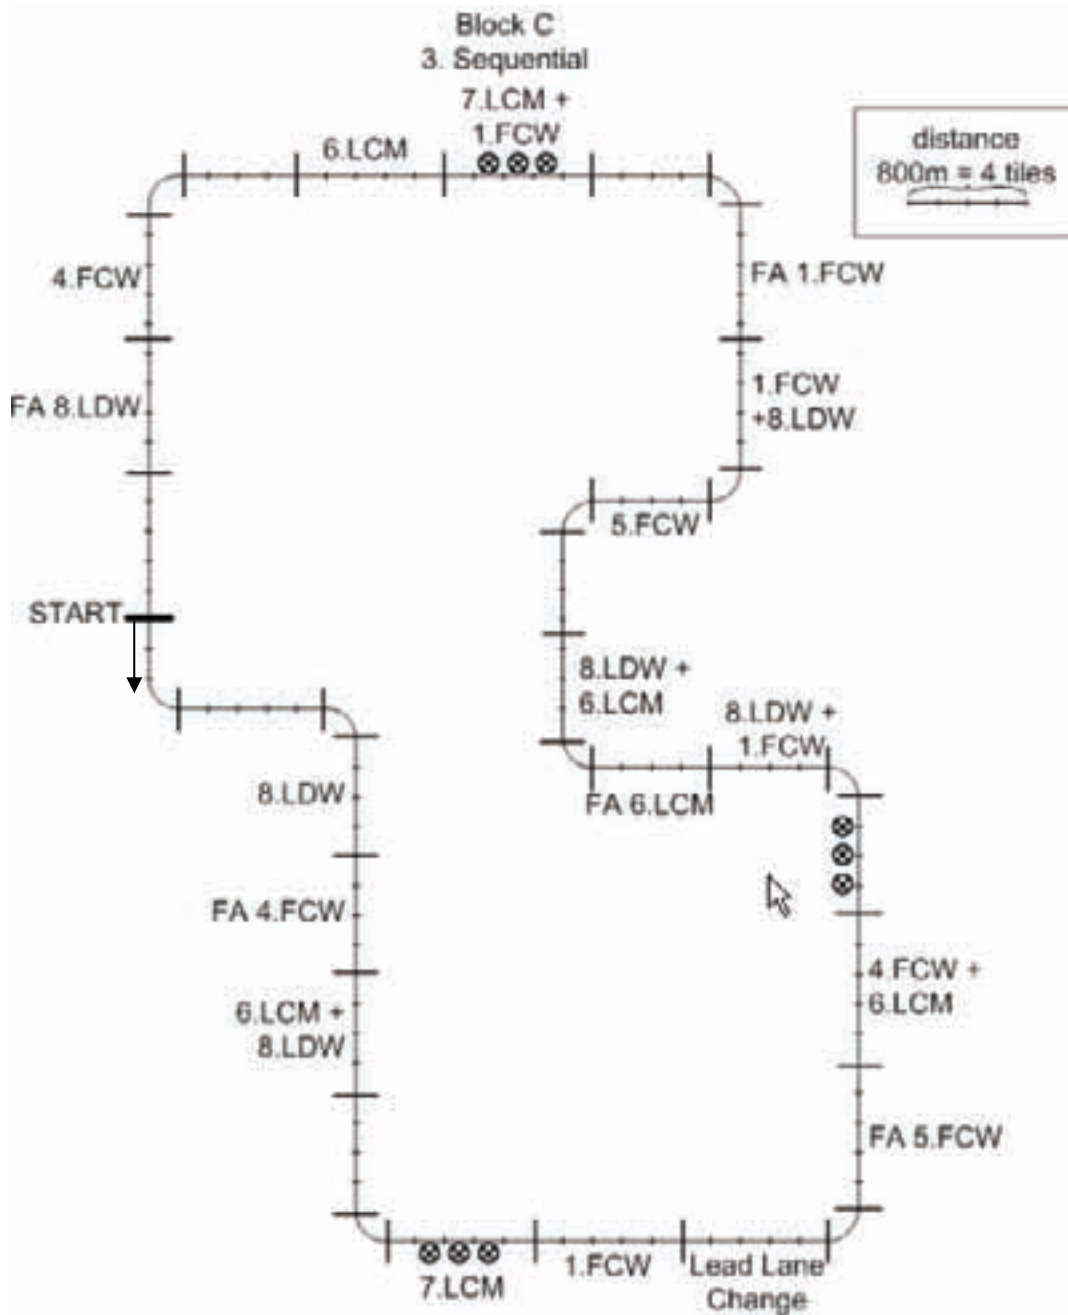 Block C
3. Sequential
7.LCM +
1.FCW
6.LCM
distance
800m = 4 tiles
4.FCW
FA 1.FCW
FA 8.LDW
1.FCW
+8.LDW
5.FCW
START
8.LDW +
6.LCM
8.LDW +
1.FCW
FA 6.LCM
8.LDW
FA 4.FCW
4.FCW +
6.LCM
6.LCM +
8.LDW
FA 5.FCW
7.LCM
1.FCW
Lead Lane
Change